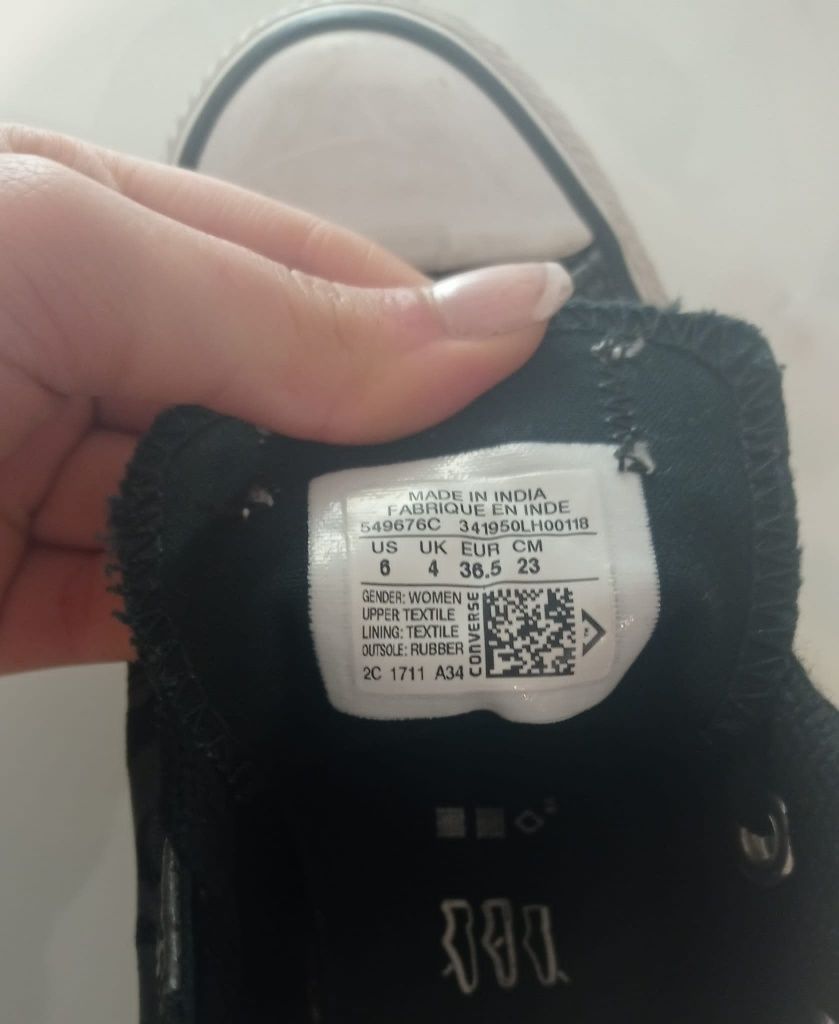 MADE IN INDIA
FABRIQUE EN INDE
549676C 341950LH00118
US UK EUR CM
6 4 36.5 23
GENDER: WOMEN
UPPER TEXTILE
LINING: TEXTILE
OUTSOLE: RUBBER
2C 1711 A34
CONVERSE